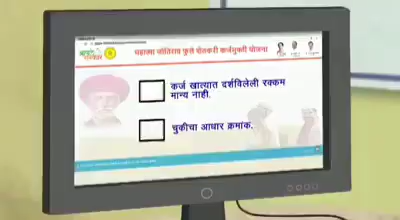 महात्मा जोतिराव फुले शेतकरी कर्जमुक्ती योजना
कर्ज खात्यात दर्शविलेली रक्कम
मान्य नाही.
चुकीचा आधार क्रमांक.